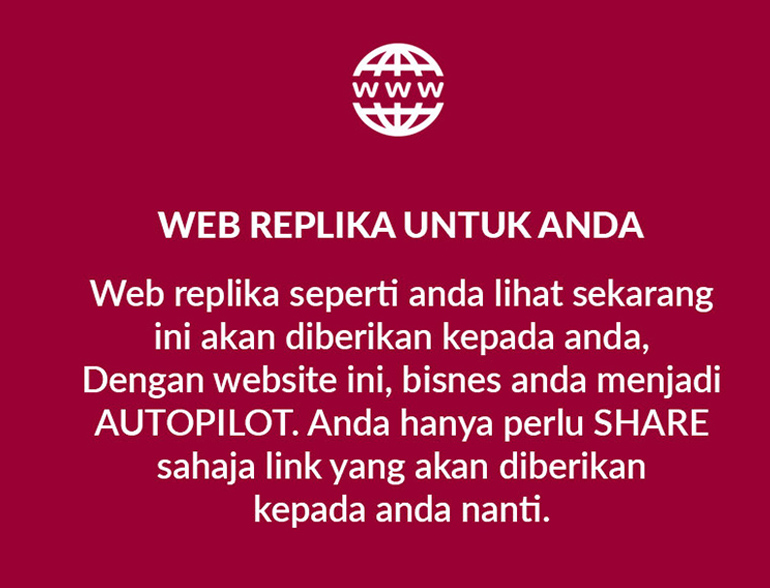 WWW
WEB REPLIKA UNTUK ANDA
Web replika seperti anda lihat sekarang
ini akan diberikan kepada anda,
Dengan website ini, bisnes anda menjadi
AUTOPILOT. Anda hanya perlu SHARE
sahaja link yang akan diberikan
kepada anda nanti.